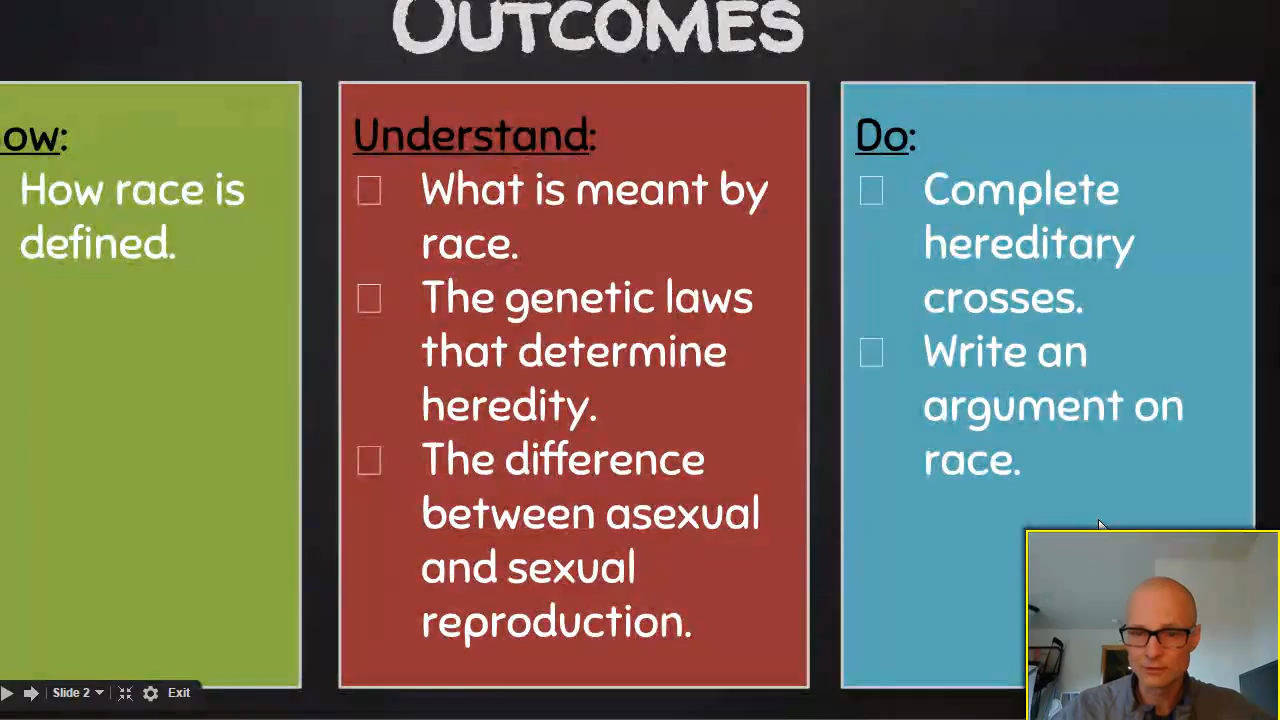 OUTCOMES
ow:
How race is
defined.
Understand:
What is meant by
race.
The genetic laws
that determine
heredity.
The difference
between asexual
and sexual
reproduction.
Do:
Complete
hereditary
crosses.
Write an
argument on
race.
Slide 2
Exit